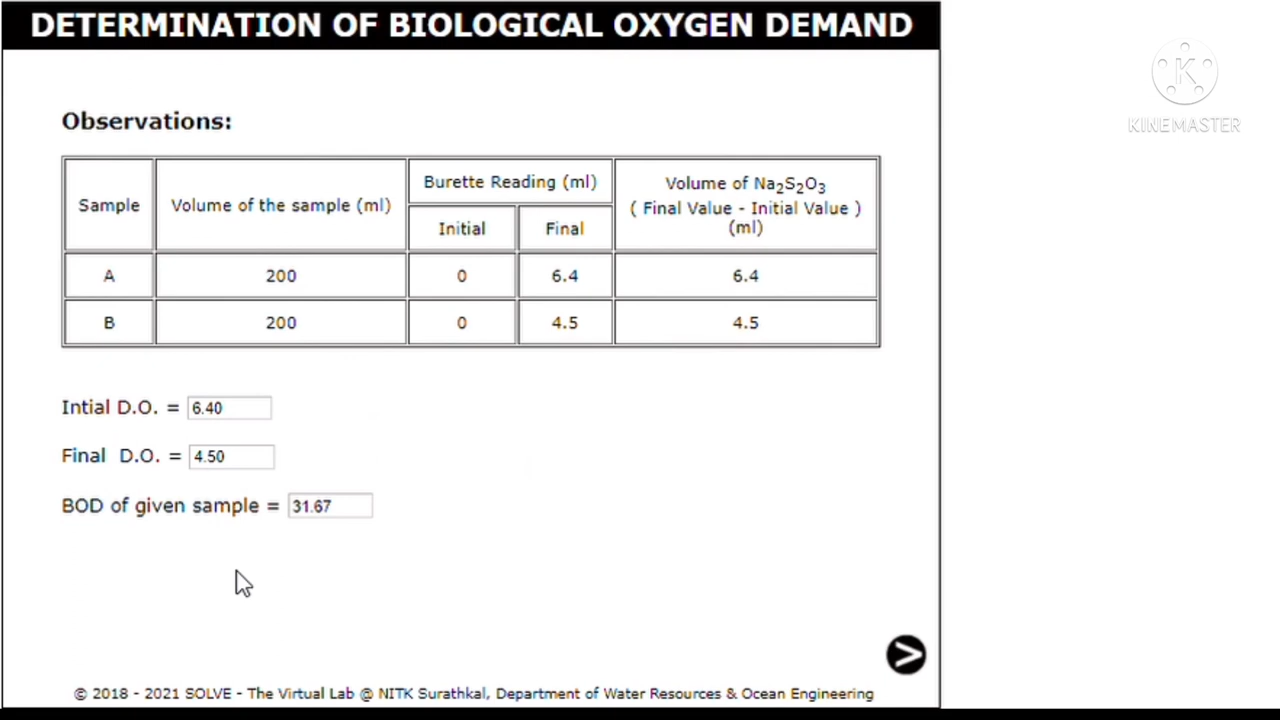 DETERMINATION OF BIOLOGICAL OXYGEN DEMAND
K
KINEMASTER
Observations:
Sample
Volume of the sample (ml)
Burette Reading (ml)
Initial
Final
Volume of Na₂S₂O₃
( Final Value - Initial Value )
(ml)
A 200 0 6.4 6.4
B 200 0 4.5 4.5
Intial D.O. = 6.40
Final D.O. = 4.50
BOD of given sample = 31.67
>
© 2018 - 2021 SOLVE - The Virtual Lab @ NITK Surathkal, Department of Water Resources & Ocean Engineering